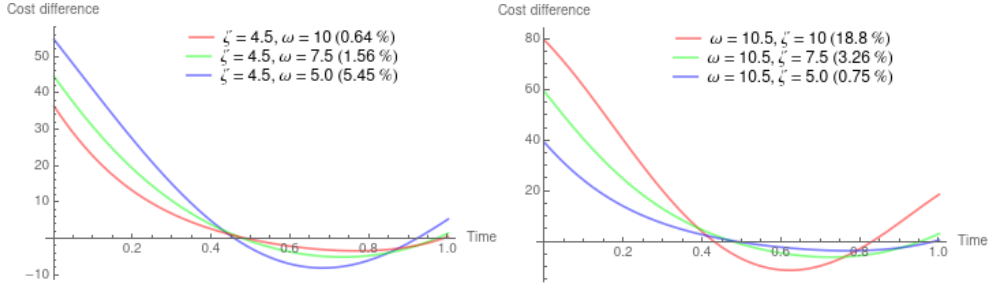 Cost difference
ζ = 4.5, ω = 10 (0.64 %)
ζ = 4.5, ω = 7.5 (1.56 %)
ζ = 4.5, ω = 5.0 (5.45 %)
50
40
30
20
10
−10
0.2
0.4
0.6
0.8
1.0
Time
Cost difference
ω = 10.5, ζ = 10 (18.8 %)
ω = 10.5, ζ = 7.5 (3.26 %)
ω = 10.5, ζ = 5.0 (0.75 %)
80
60
40
20
0.2
0.4
0.6
0.8
1.0
Time